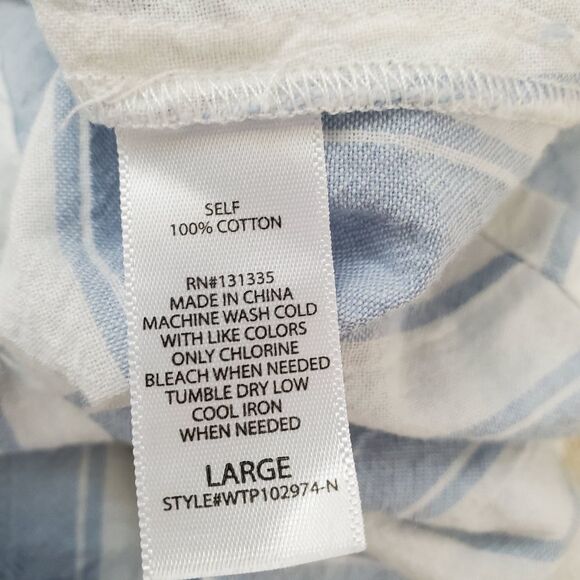 SELF
100% COTTON
RN#131335
MADE IN CHINA
MACHINE WASH COLD
WITH LIKE COLORS
ONLY CHLORINE
BLEACH WHEN NEEDED
TUMBLE DRY LOW
COOL IRON
WHEN NEEDED
LARGE
STYLE#WTP102974-N